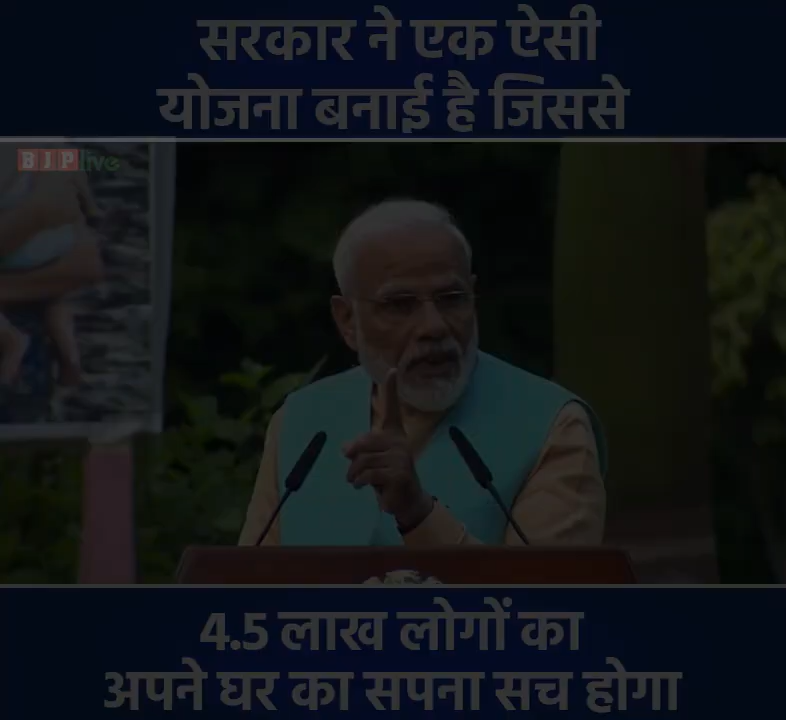 सरकार ने एक ऐसी
योजना बनाई है जिससे
BJP live
4.5 लाख लोगों का
अपने घर का सपना सच होगा